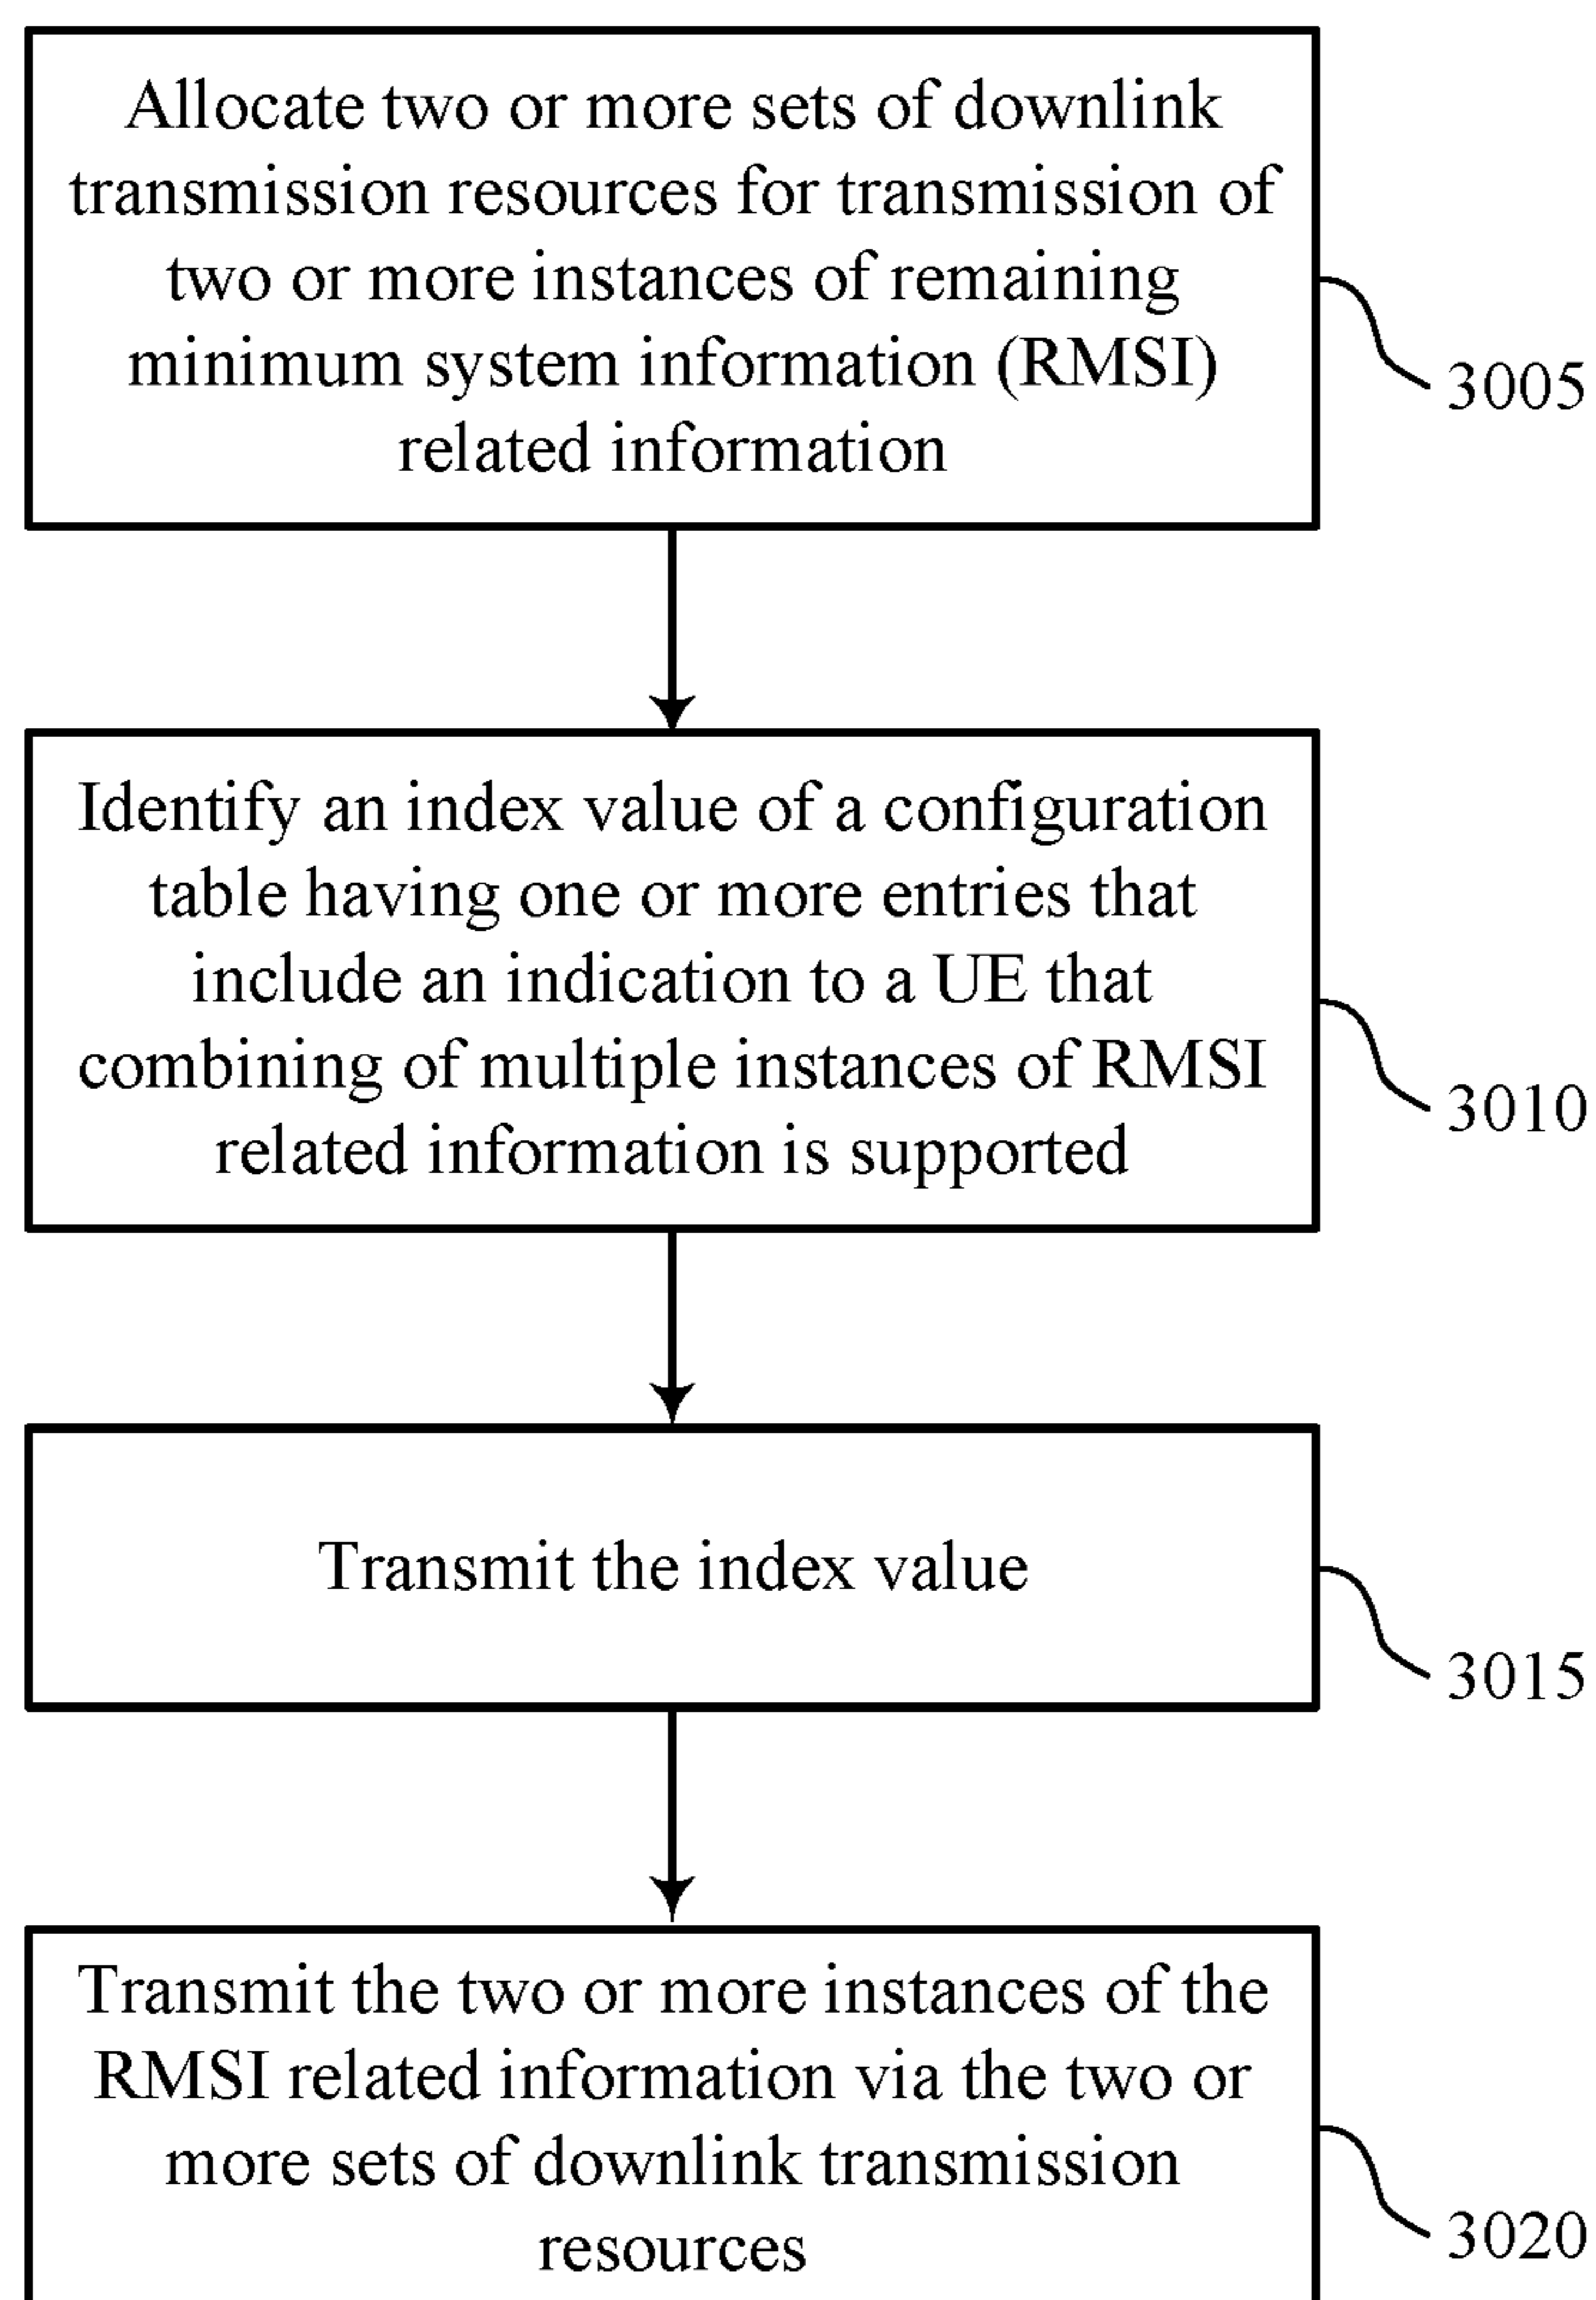 Allocate two or more sets of downlink
transmission resources for transmission of
two or more instances of remaining
minimum system information (RMSI)
related information
3005
Identify an index value of a configuration
table having one or more entries that
include an indication to a UE that
combining of multiple instances of RMSI
related information is supported
3010
Transmit the index value
3015
Transmit the two or more instances of the
RMSI related information via the two or
more sets of downlink transmission
resources
3020